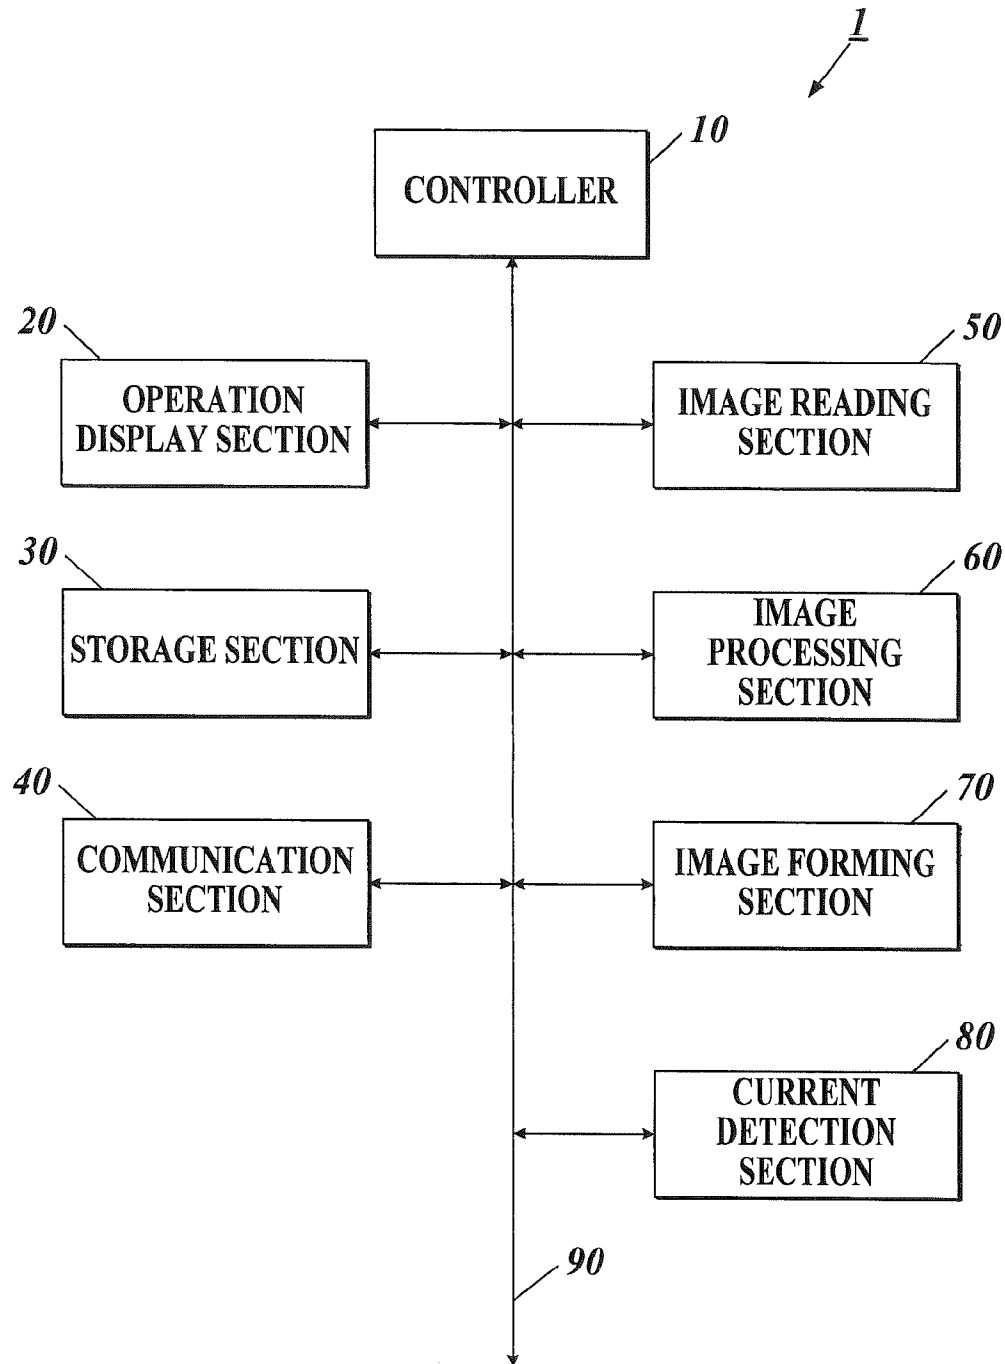 1
10
CONTROLLER
20
OPERATION
DISPLAY SECTION
50
IMAGE READING
SECTION
30
STORAGE SECTION
60
IMAGE
PROCESSING
SECTION
40
COMMUNICATION
SECTION
70
IMAGE FORMING
SECTION
80
CURRENT
DETECTION
SECTION
90